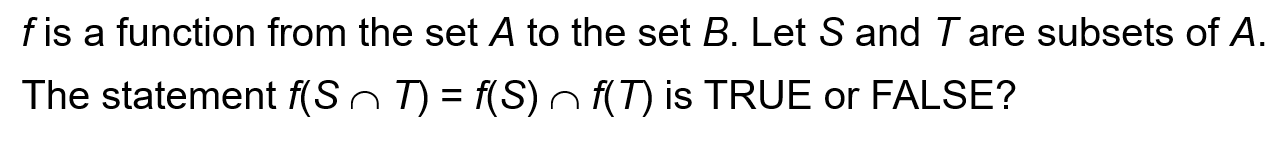 f is a function from the set A to the set B. Let S and T are subsets of A.
The statement f(S ∩ T) = f(S) ∩ f(T) is TRUE or FALSE?